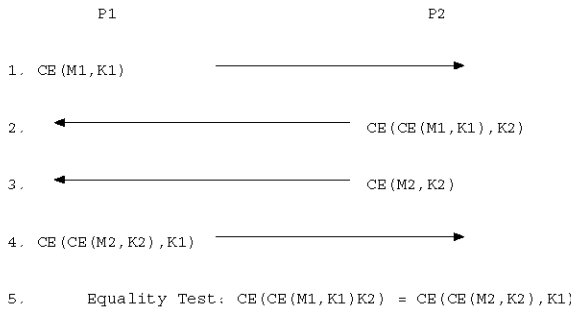 P1 P2
1. CE(M1,K1)
2. CE(CE(M1,K1),K2)
3. CE(M2,K2)
4. CE(CE(M2,K2),K1)
5. Equality Test: CE(CE(M1,K1)K2) = CE(CE(M2,K2),K1)